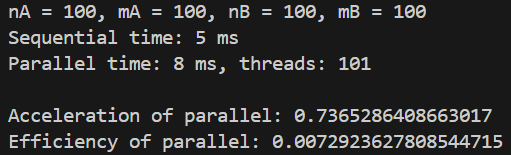 nA = 100, mA = 100, nB = 100, mB = 100
Sequential time: 5 ms
Parallel time: 8 ms, threads: 101
Acceleration of parallel: 0.7365286408663017
Efficiency of parallel: 0.0072923627808544715